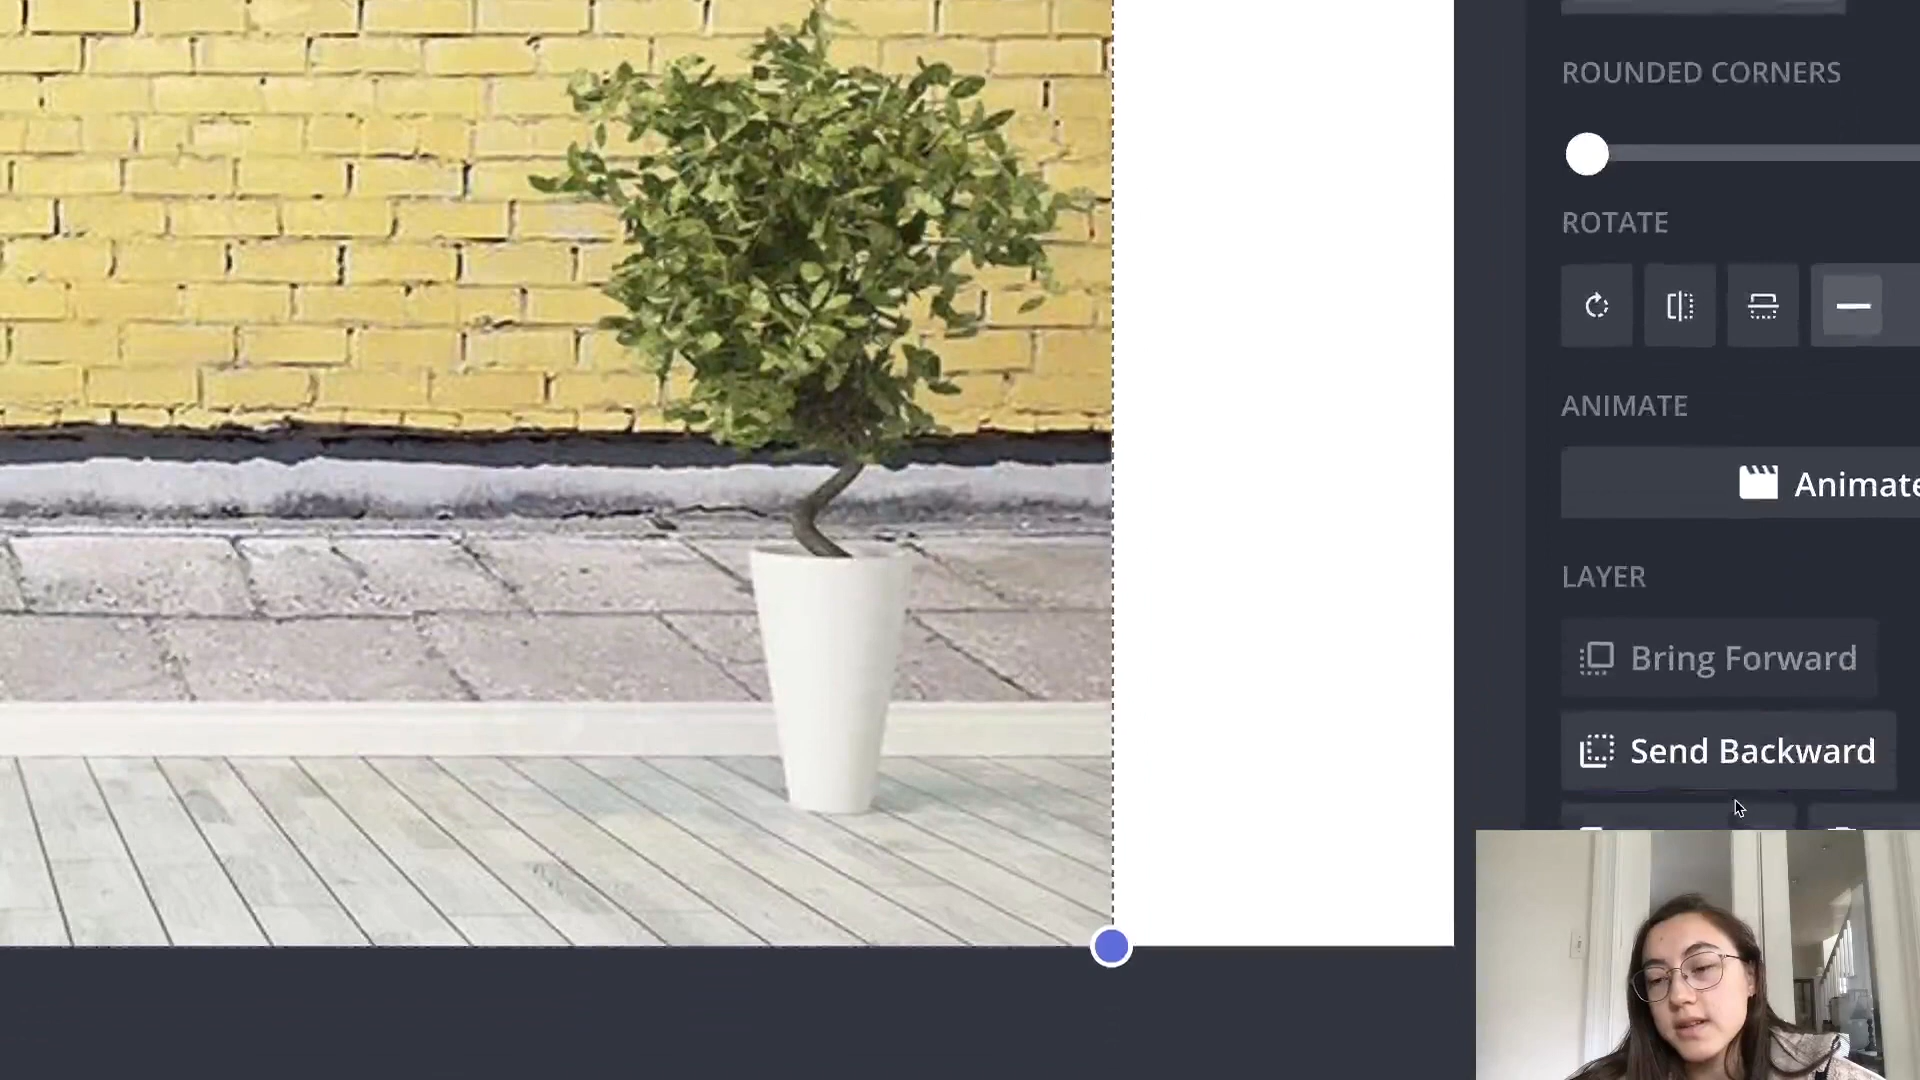 ROUNDED CORNERS
ROTATE
ANIMATE
Animate
LAYER
Bring Forward
Send Backward